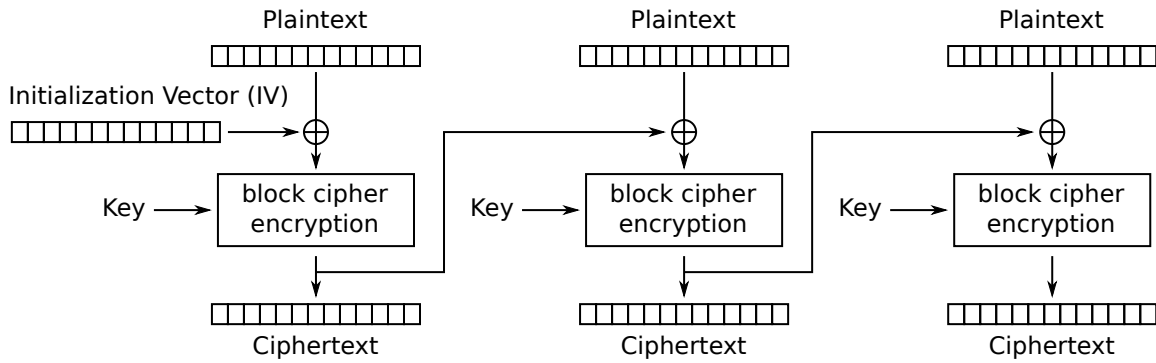 Plaintext
Plaintext
Plaintext
Initialization Vector (IV)
Key
block cipher
encryption
Key
block cipher
encryption
Key
block cipher
encryption
Ciphertext
Ciphertext
Ciphertext